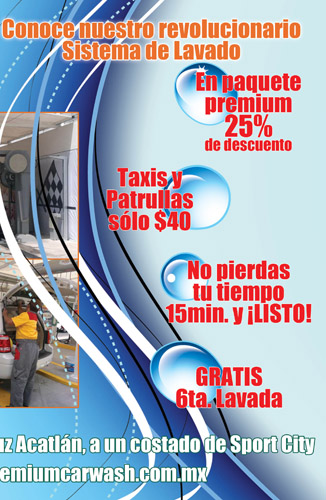 Conoce nuestro revolucionario
Sistema de Lavado
En paquete
premium
25%
de descuento
Taxis y
Patrullas
sólo $40
No pierdas
tu tiempo
15min. y ¡LISTO!
GRATIS
6ta. Lavada
Acatlán, a un costado de Sport City
emiumcarwash.com.mx